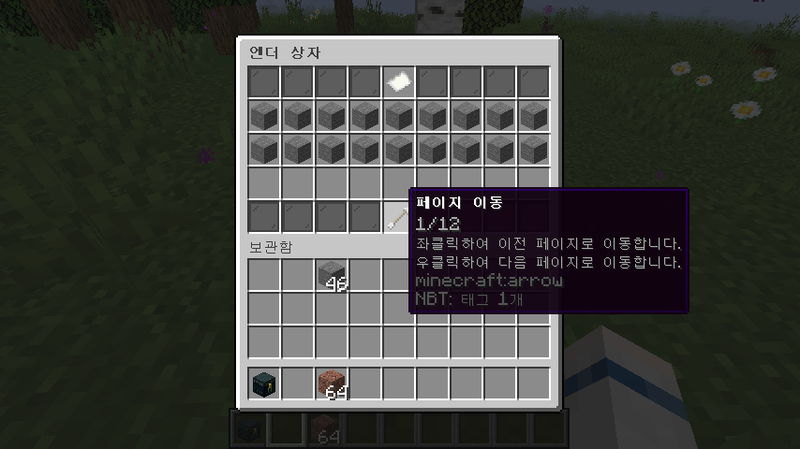 엔더 상자
페이지 이동
1/12
좌클릭하여 이전 페이지로 이동합니다.
우클릭하여 다음 페이지로 이동합니다.
minecraft:arrow
NBT: 태그 1개
보관함
46
64
64